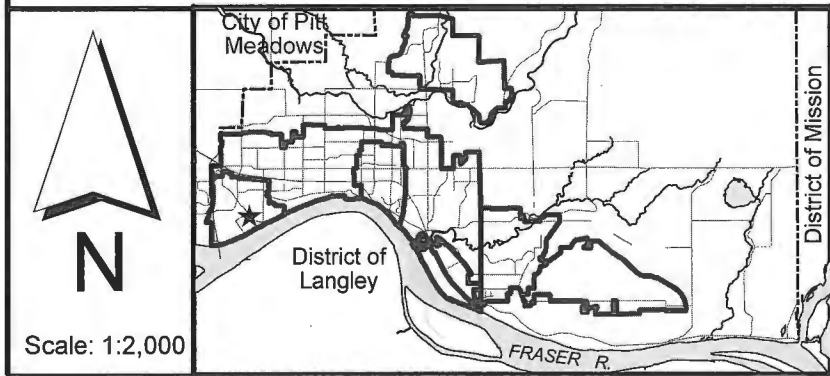 N
Scale: 1:2,000
City of Pitt
Meadows
District of
Langley
FRASER R.
District of Mission